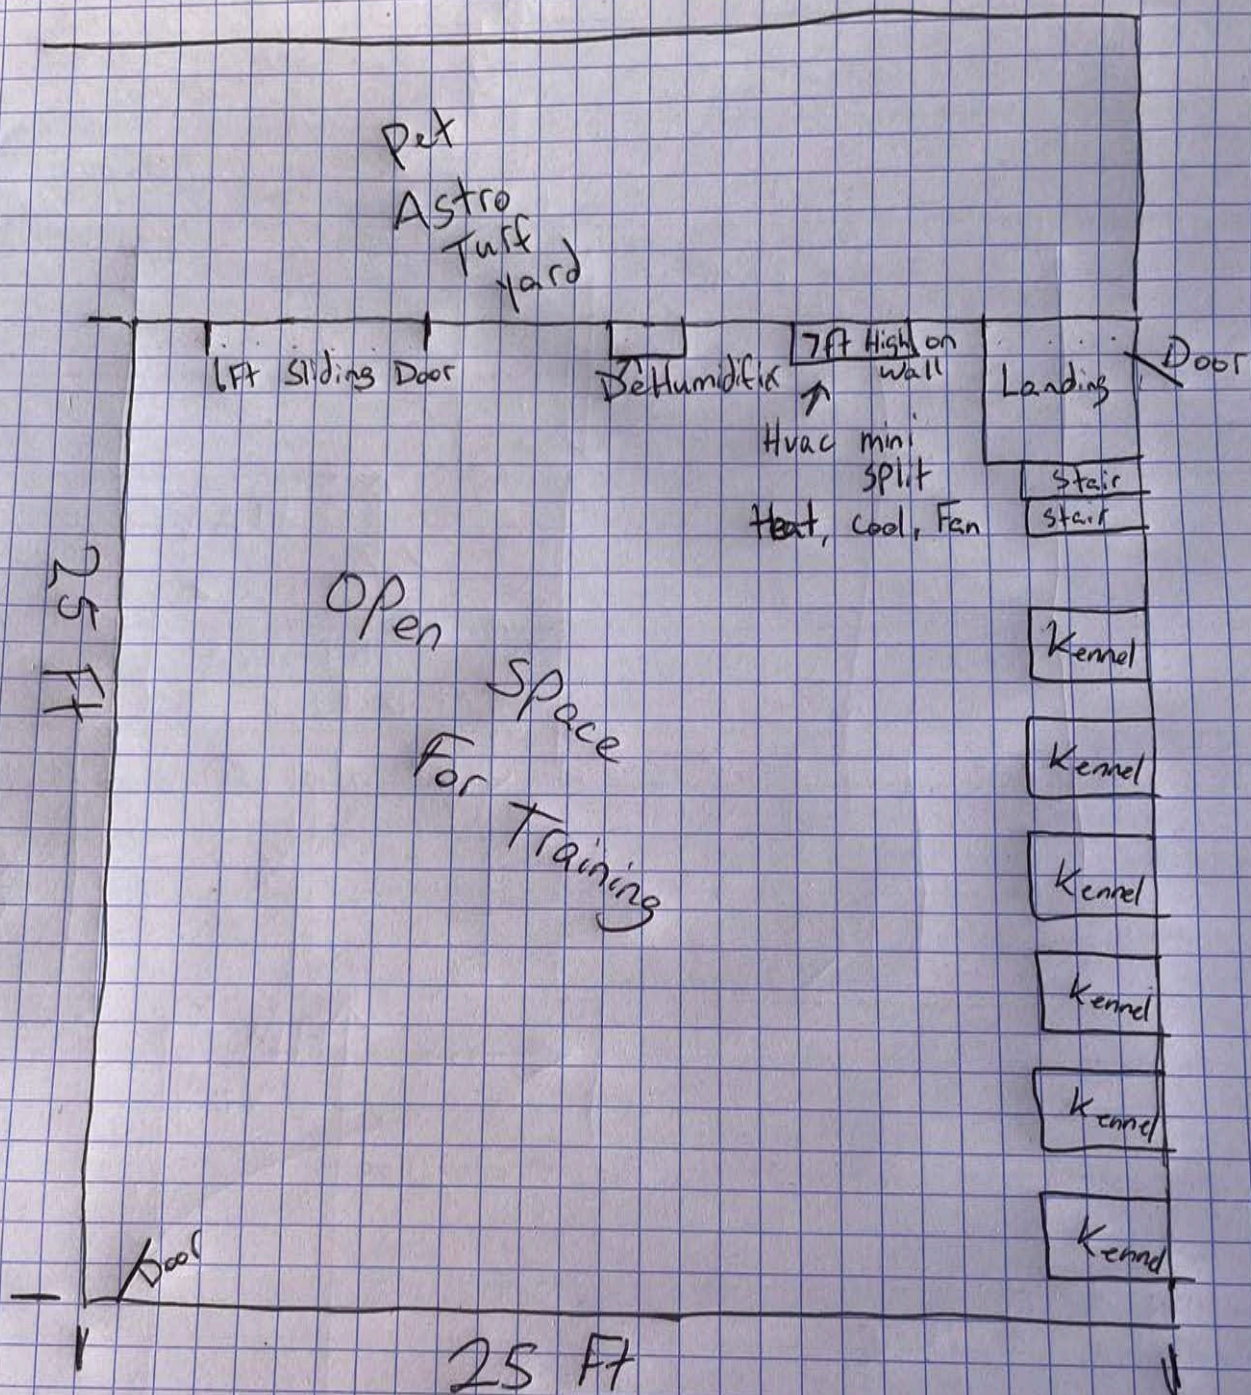 Pet
Astro
Turf
yard
6Ft Sliding Door
DeHumidifix
7ft High on
wall
Landing
Door
Hvac mini
split
Heat, Cool, Fan
Stair
Stair
25 Ft
Open
Space
For
Training
Kennel
Kennel
Kennel
Kennel
Kennel
Kennel
Door
25 Ft